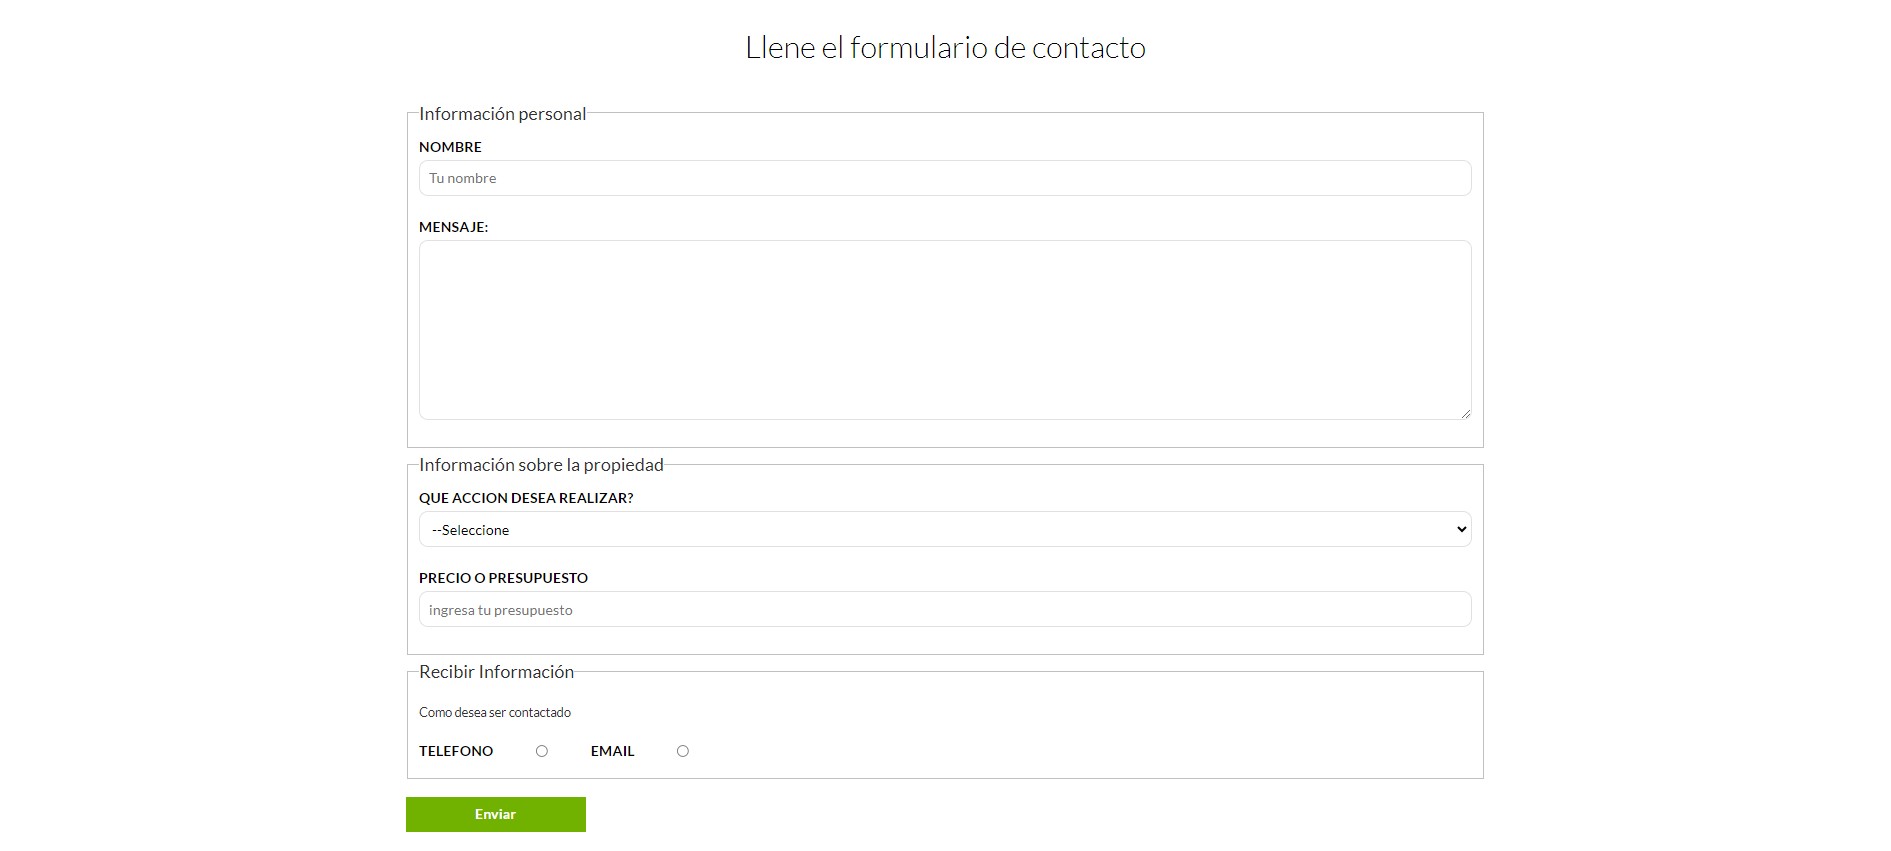 Llene el formulario de contacto
Información personal
NOMBRE
Tu nombre
MENSAJE:
Información sobre la propiedad
QUE ACCION DESEA REALIZAR?
--Seleccione
PRECIO O PRESUPUESTO
ingresa tu presupuesto
Recibir Información
Como desea ser contactado
TELEFONO EMAIL
Enviar